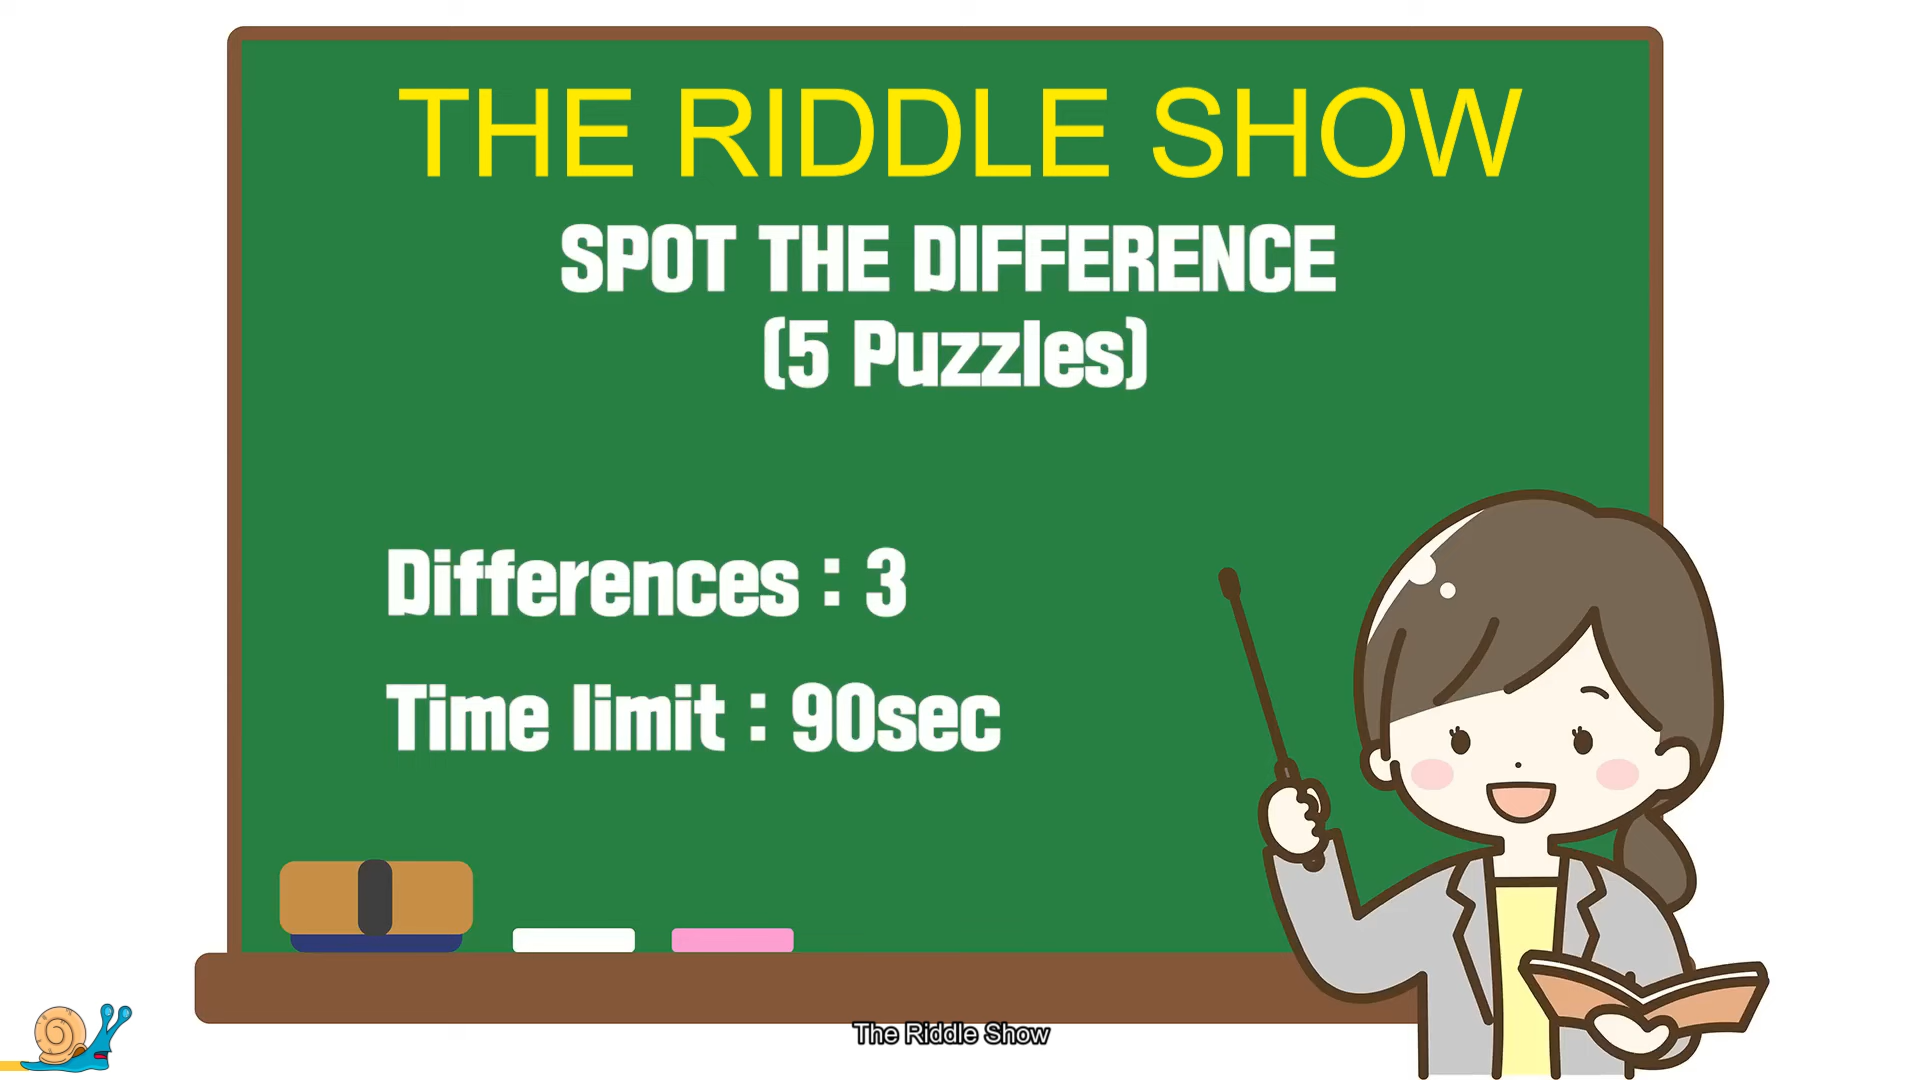 THE RIDDLE SHOW
SPOT THE DIFFERENCE
(5 Puzzles)
Differences : 3
Time limit : 90sec
The Riddle Show